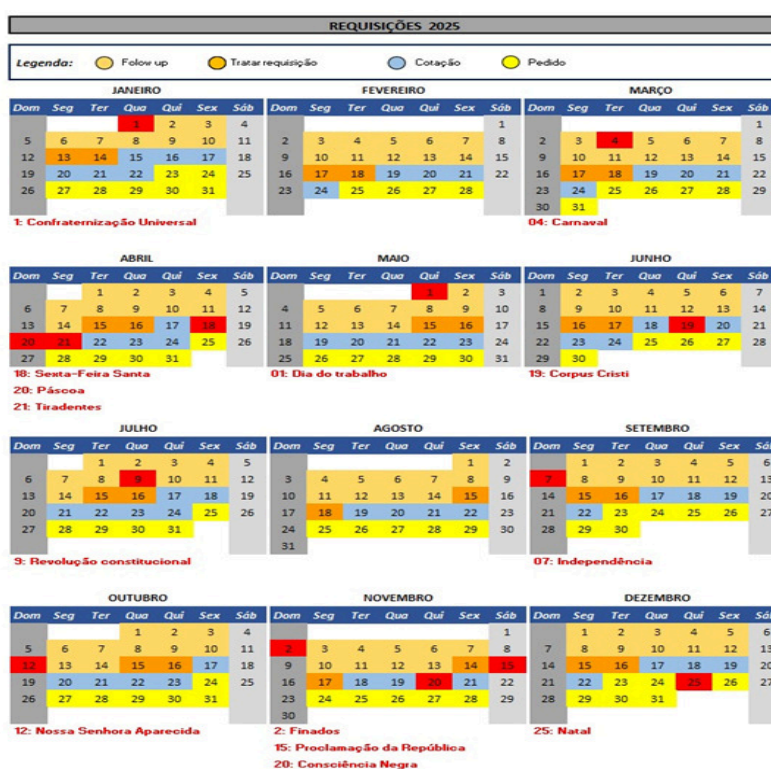 REQUISIÇÕES 2025
Legenda: Folow up Tratar requisição Cotação Pedido
JANEIRO FEVEREIRO MARÇO
Dom Seg Ter Qua Qui Sex Sáb Dom Seg Ter Qua Qui Sex Sáb Dom Seg Ter Qua Qui Sex Sáb
1 2 3 4 1 1
5 6 7 8 9 10 11 2 3 4 5 6 7 8 2 3 4 5 6 7 8
12 13 14 15 16 17 18 9 10 11 12 13 14 15 9 10 11 12 13 14 15
19 20 21 22 23 24 25 16 17 18 19 20 21 22 16 17 18 19 20 21 22
26 27 28 29 30 31 23 24 25 26 27 28 23 24 25 26 27 28 29
30 31
1: Confraternização Universal 04: Carnaval
ABRIL MAIO JUNHO
Dom Seg Ter Qua Qui Sex Sáb Dom Seg Ter Qua Qui Sex Sáb Dom Seg Ter Qua Qui Sex Sáb
1 2 3 4 5 1 2 3 1 2 3 4 5 6 7
6 7 8 9 10 11 12 4 5 6 7 8 9 10 8 9 10 11 12 13 14
13 14 15 16 17 18 19 11 12 13 14 15 16 17 15 16 17 18 19 20 21
20 21 22 23 24 25 26 18 19 20 21 22 23 24 22 23 24 25 26 27 28
27 28 29 30 31 25 26 27 28 29 30 31 29 30
18: Sexta-Feira Santa 01: Dia do trabalho 19: Corpus Cristi
20: Páscoa
21: Tiradentes
JULHO AGOSTO SETEMBRO
Dom Seg Ter Qua Qui Sex Sáb Dom Seg Ter Qua Qui Sex Sáb Dom Seg Ter Qua Qui Sex Sáb
1 2 3 4 5 1 2 1 2 3 4 5 6
6 7 8 9 10 11 12 3 4 5 6 7 8 9 7 8 9 10 11 12 13
13 14 15 16 17 18 19 10 11 12 13 14 15 16 14 15 16 17 18 19 20
20 21 22 23 24 25 26 17 18 19 20 21 22 23 21 22 23 24 25 26 27
27 28 29 30 31 24 25 26 27 28 29 30 28 29 30
31
9: Revolução constitucional 07: Independência
OUTUBRO NOVEMBRO DEZEMBRO
Dom Seg Ter Qua Qui Sex Sáb Dom Seg Ter Qua Qui Sex Sáb Dom Seg Ter Qua Qui Sex Sáb
1 2 3 4 1 1 2 3 4 5 6
5 6 7 8 9 10 11 2 3 4 5 6 7 8 7 8 9 10 11 12 13
12 13 14 15 16 17 18 9 10 11 12 13 14 15 14 15 16 17 18 19 20
19 20 21 22 23 24 25 16 17 18 19 20 21 22 21 22 23 24 25 26 27
26 27 28 29 30 31 23 24 25 26 27 28 29 28 29 30 31
30
12: Nossa Senhora Aparecida 2: Finados 25: Natal
15: Proclamação da República
20: Consciência Negra